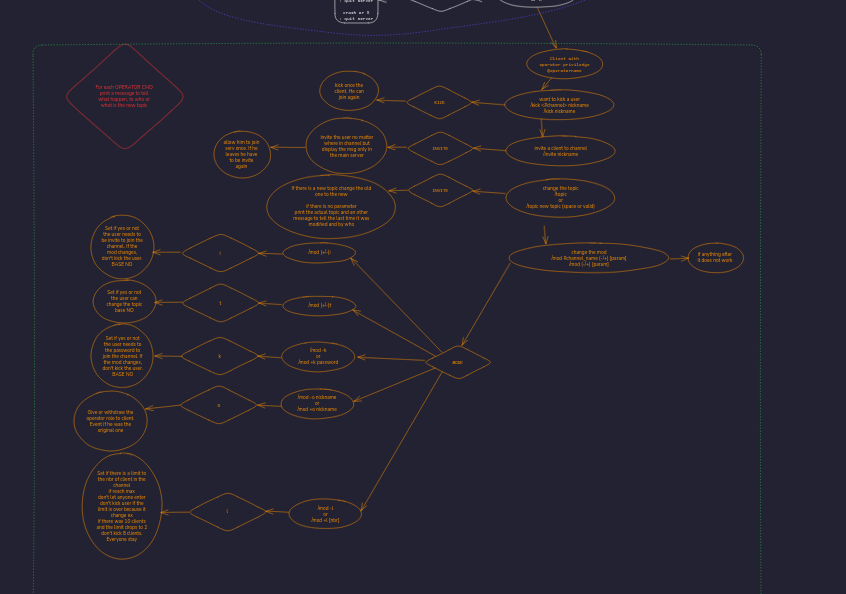 : quit server
crash or X
: quit server
Client with
operator priviledge
@operatorname
For each OPERATOR CMD
print a message to tell
what happen, to who or
what is the new topic
kick once the
client. He can
join again
KICK
want to kick a user
/kick <#channel> nickname
/kick nickname
allow him to join
serv once. If he
leaves he have
to be invite
again
invite the user no matter
where in channel but
display the msg only in
the main server
INVITE
invite a client to channel
/invite nickname
If there is a new topic change the old
one to the new
If there is no parameter
print the actual topic and an other
message to tell the last time it was
modified and by who
INVITE
change the topic
/topic
or
/topic new topic (space or valid)
Set if yes or not
the user needs to
be invite to join the
channel. If the
mod changes,
don't kick the user.
BASE NO
i
/mod [+/-]i
change the mod
/mod #channel_name (-/+) [param]
/mod (-/+) [param]
if anything after
it does not work
Set if yes or not
the user can
change the topic
base NO
t
/mod [+/-]t
Set if yes or not
the user needs to
the password to
join the channel. If
the mod changes,
don't kick the user.
BASE NO
k
/mod -k
or
/mod +k password
MODE
Give or withdraw the
operator role to client.
Event if he was the
original one
o
/mod -o nickname
or
/mod +o nickname
Set if there is a limit to
the nbr of client in the
channel
if reach max
don't let anyone enter
don't kick user if the
limit is over because it
change ex
if there was 10 clients
and the limit drops to 2
don't kick 8 clients
Everyone stay
l
/mod -l
or
/mod +l [nbr]